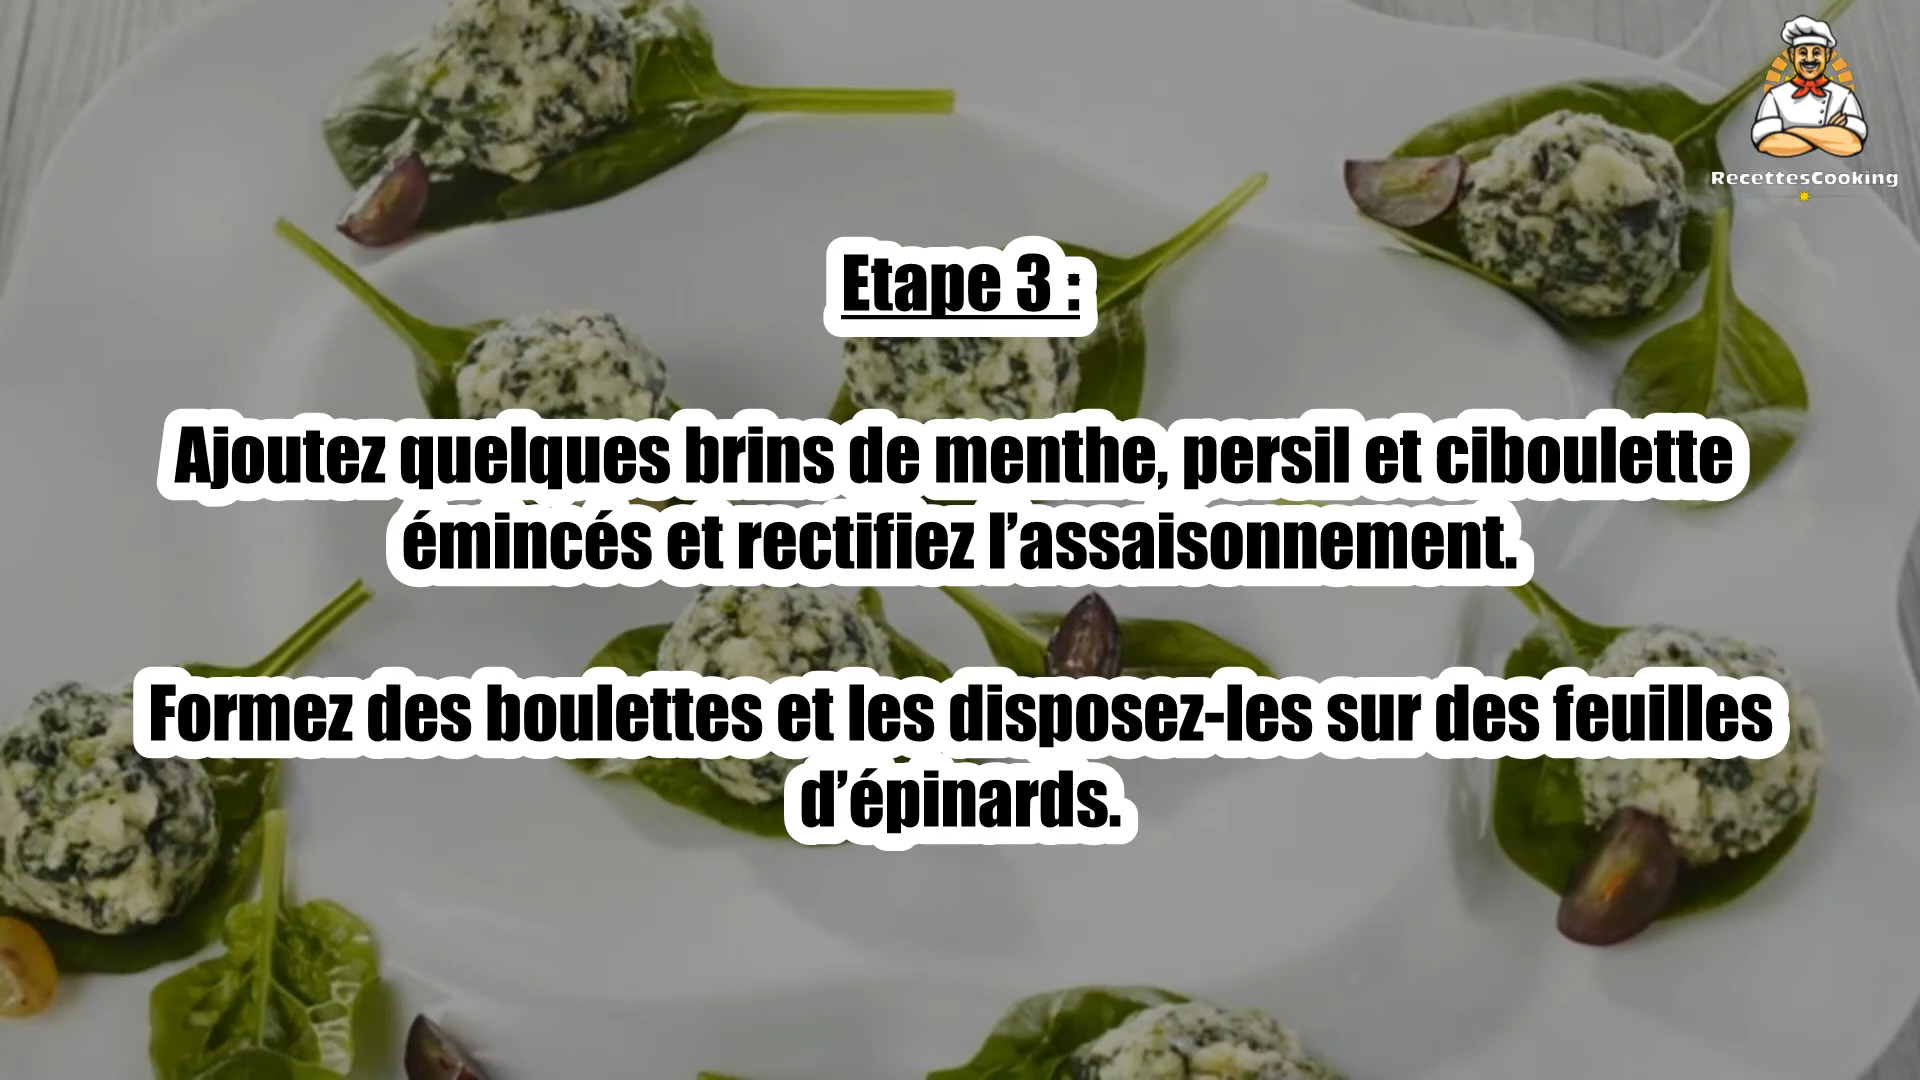 RecettesCooking
Etape 3 :
Ajoutez quelques brins de menthe, persil et ciboulette
émincés et rectifiez l’assaisonnement.
Formez des boulettes et les disposez-les sur des feuilles
d’épinards.